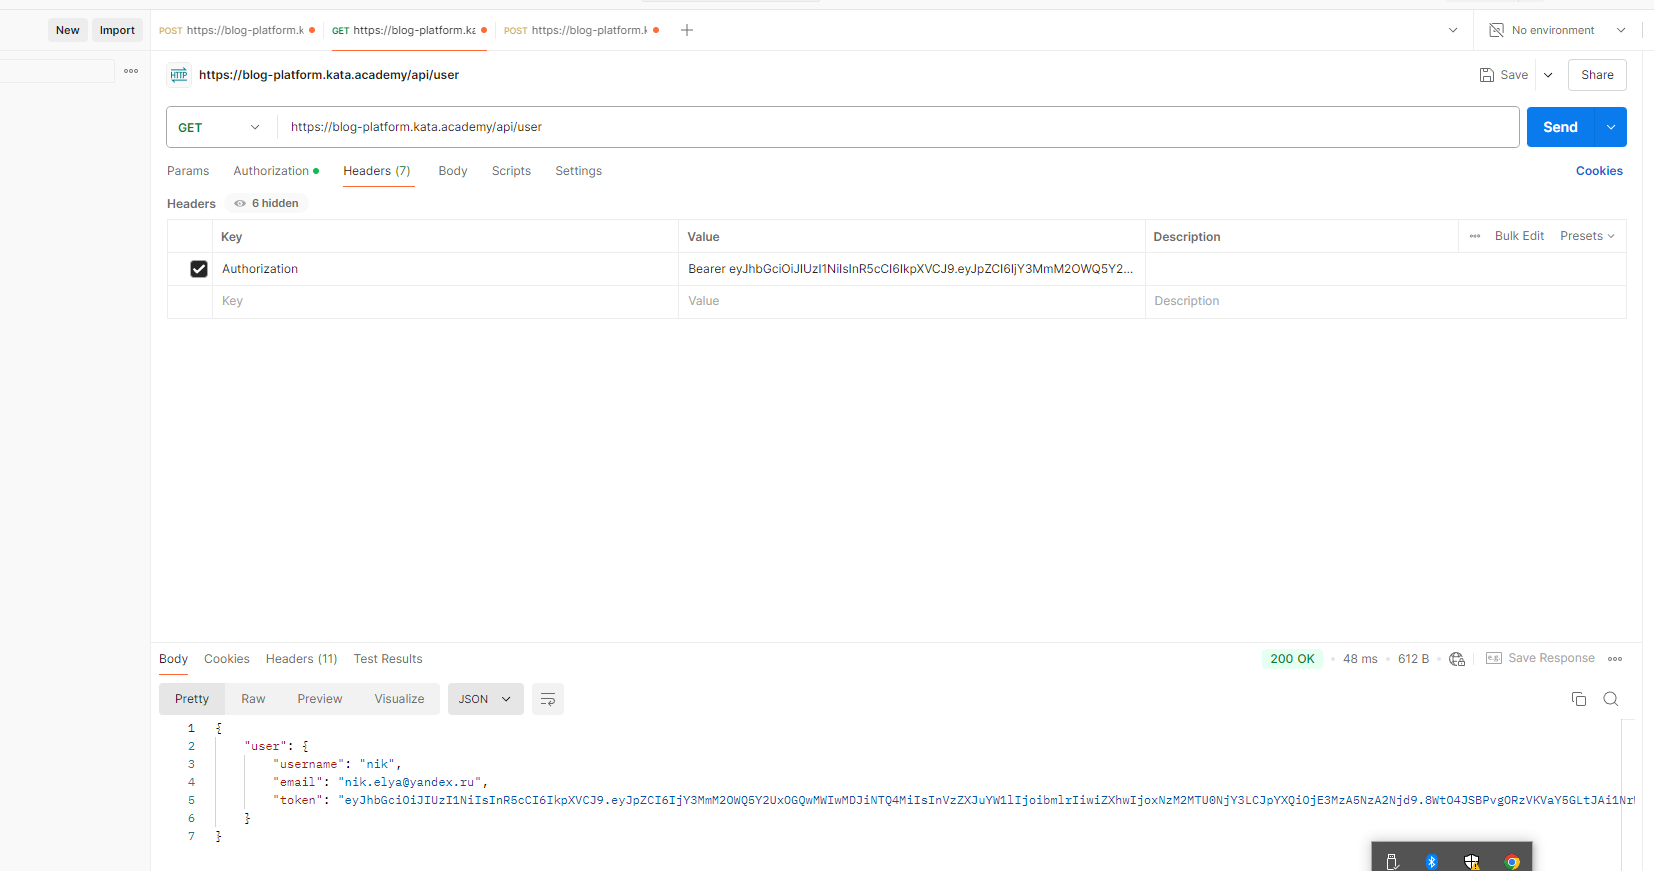 New Import POST https://blog-platform.k GET https://blog-platform.ka POST https://blog-platform.k No environment
HTTP https://blog-platform.kata.academy/api/user Save Share
GET https://blog-platform.kata.academy/api/user Send
Params Authorization Headers (7) Body Scripts Settings Cookies
Headers 6 hidden
Key Value Description Bulk Edit Presets
Authorization Bearer eyJhbGciOiJIUzI1NiIsInR5cCI6IkpXVCJ9.eyJpZCI6IjY3MmM2OWQ5Y2...
Key Value Description
Body Cookies Headers (11) Test Results 200 OK 48 ms 612 B e.g. Save Response
Pretty Raw Preview Visualize JSON
1 {
2 "user": {
3 "username": "nik",
4 "email": "nik.elya@yandex.ru",
5 "token": "eyJhbGciOiJIUzI1NiIsInR5cCI6IkpXVCJ9.eyJpZCI6IjY3MmM2OWQ5Y2UxOGQwMWIwMDJiNTQ4MiIsInVzZXJuYW1lIjoibmlrIiwiZXhwIjoxNzM2MTU0NjY3LCJpYXQiOjE3MzA5NzA2Njd9.8WtO4JSBPvgORzVKVaY5GLtJAi1Nr
6 }
7 }